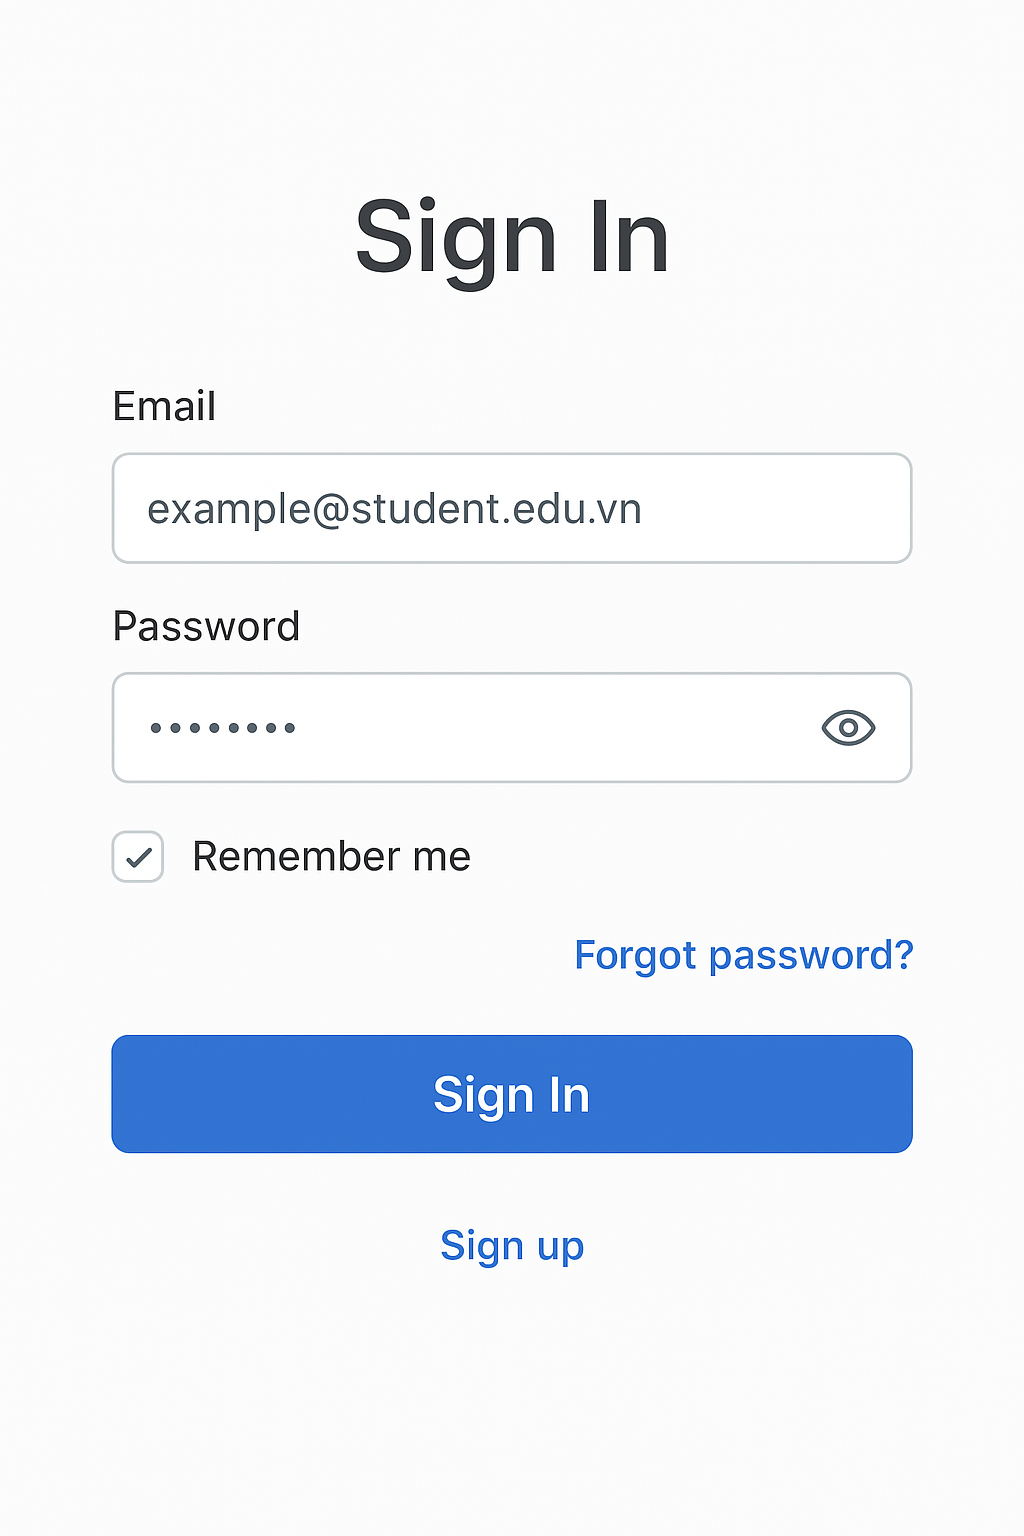 Sign In
Email
example@student.edu.vn
Password
••••••••
Remember me
Forgot password?
Sign In
Sign up